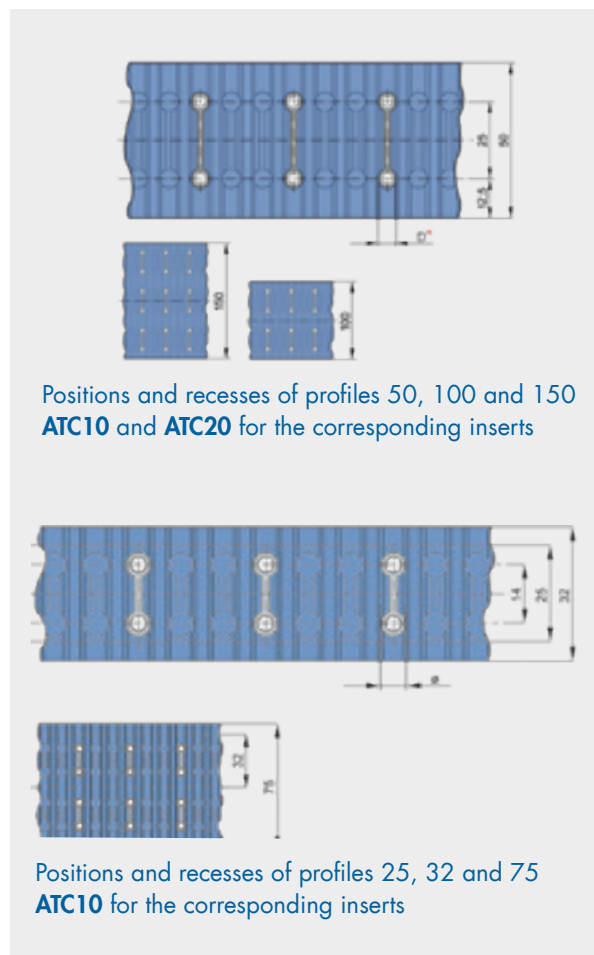 25
50
12.5
D*
150
100
Positions and recesses of profiles 50, 100 and 150
ATC10 and ATC20 for the corresponding inserts
14
25
32
ø
32
75
Positions and recesses of profiles 25, 32 and 75
ATC10 for the corresponding inserts